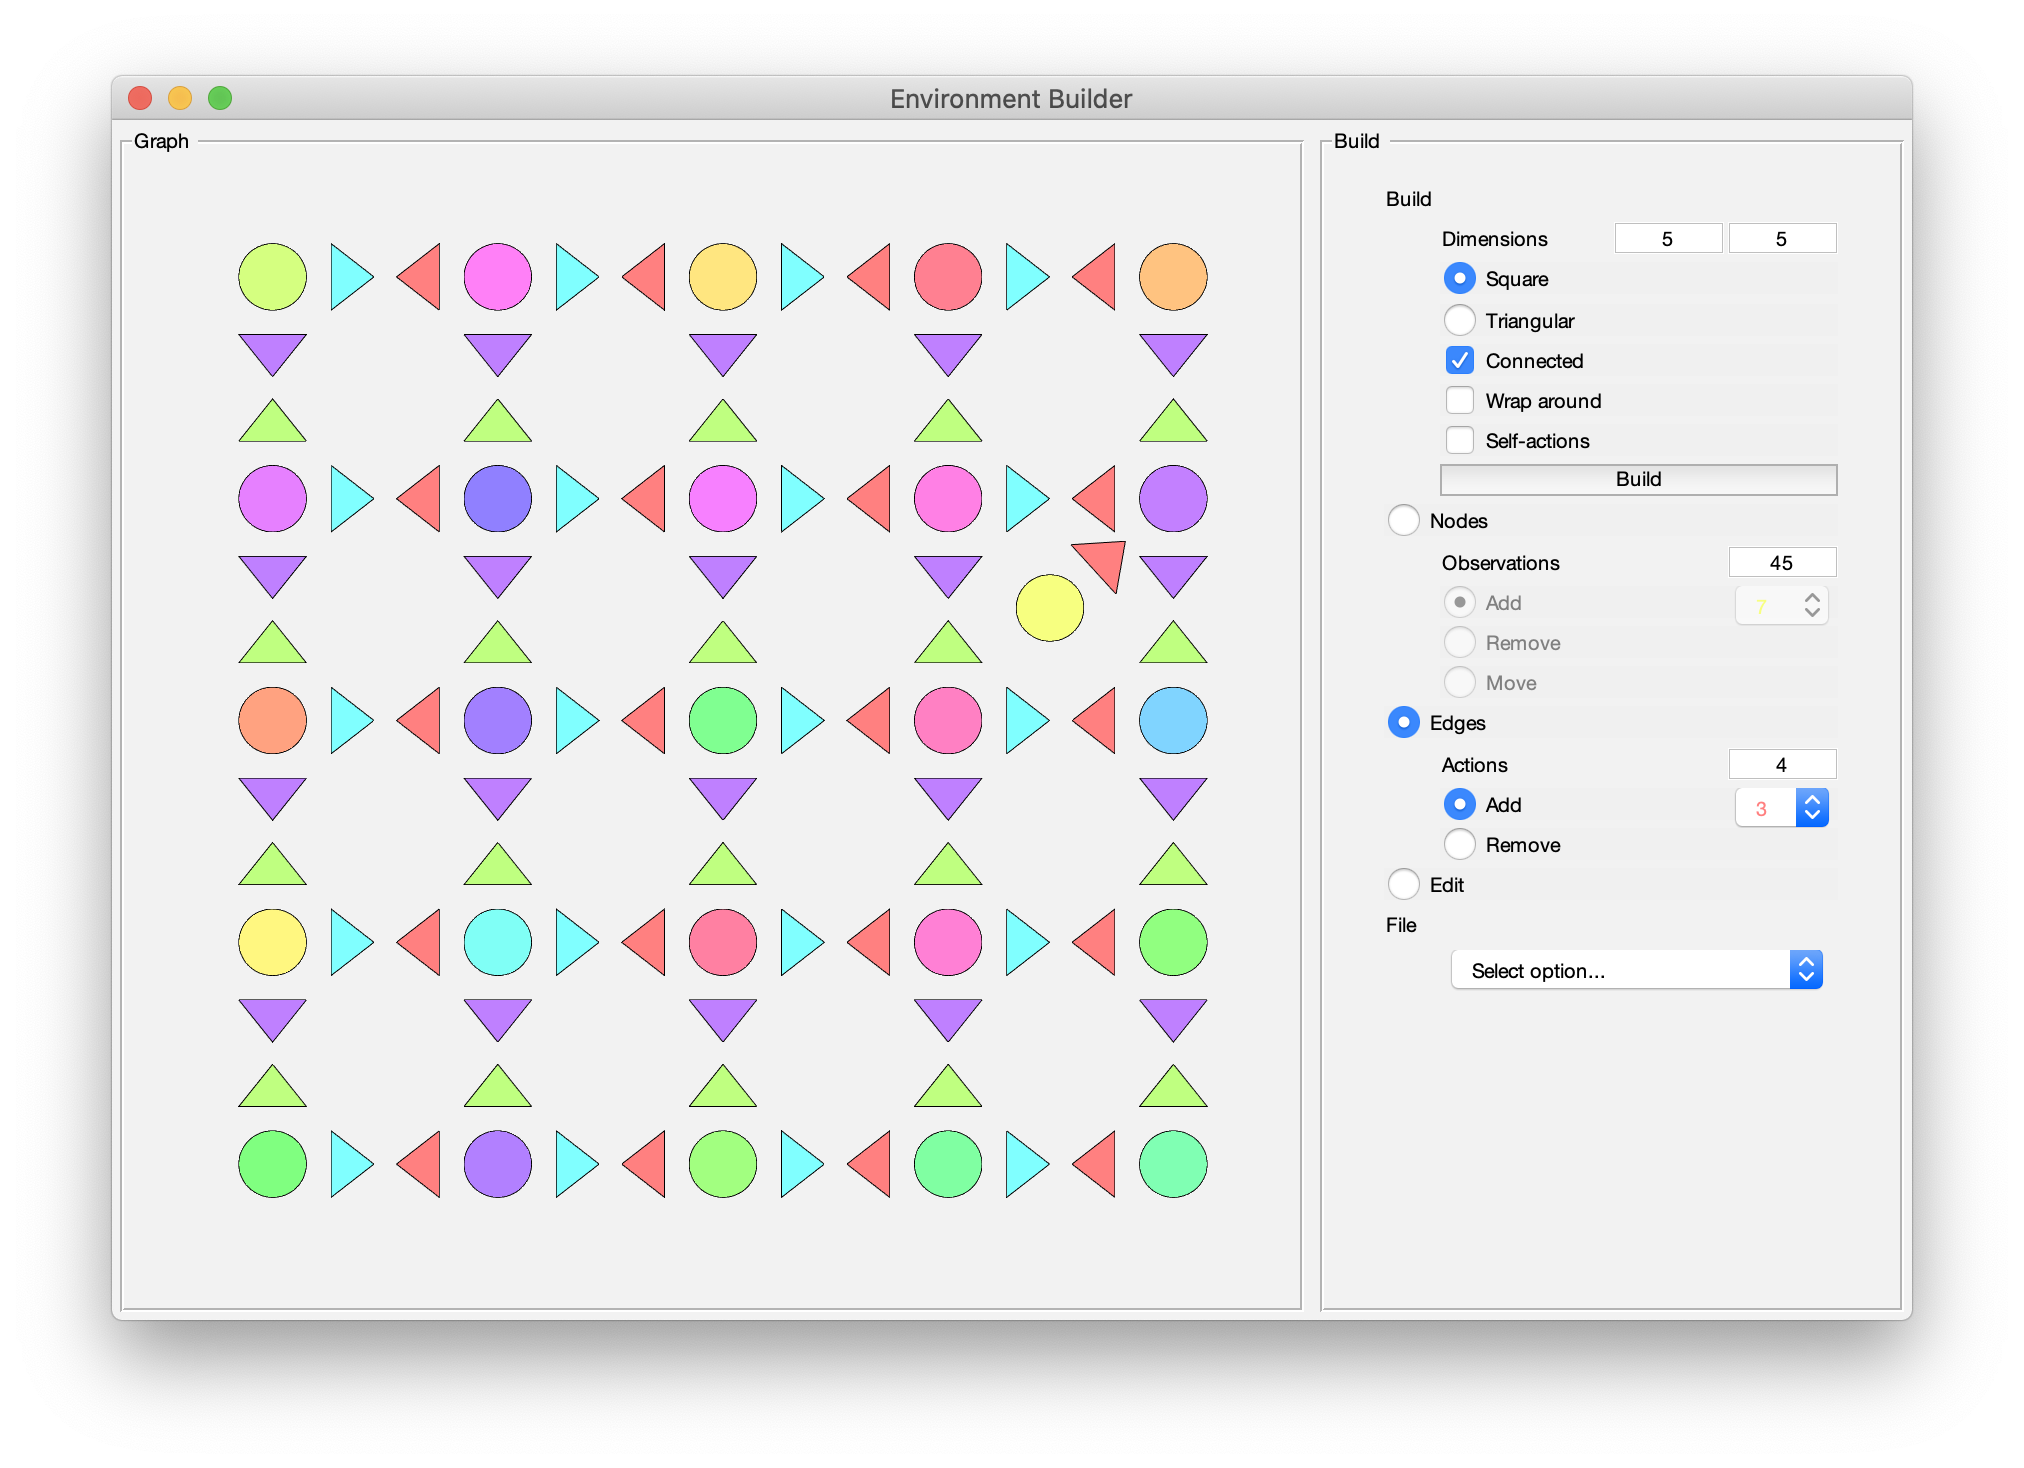 Environment Builder
Graph
Build
Build
Dimensions 5 5
Square
Triangular
Connected
Wrap around
Self-actions
Build
Nodes
Observations 45
Add 7
Remove
Move
Edges
Actions 4
Add 3
Remove
Edit
File
Select option...